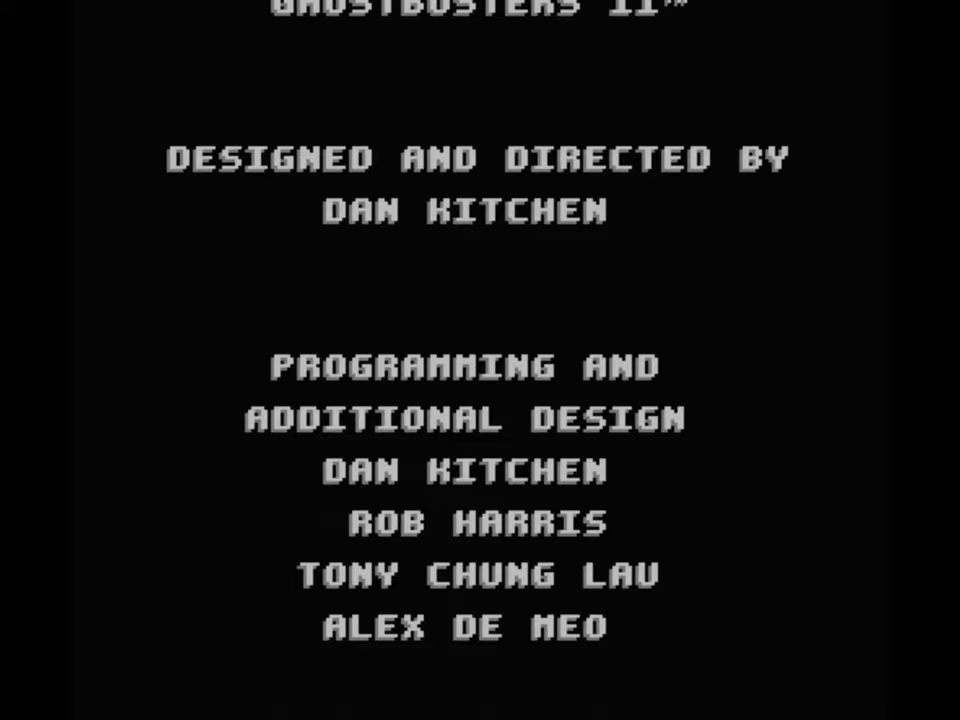 GHOSTBUSTERS II™
DESIGNED AND DIRECTED BY
DAN KITCHEN
PROGRAMMING AND
ADDITIONAL DESIGN
DAN KITCHEN
ROB HARRIS
TONY CHUNG LAU
ALEX DE MEO